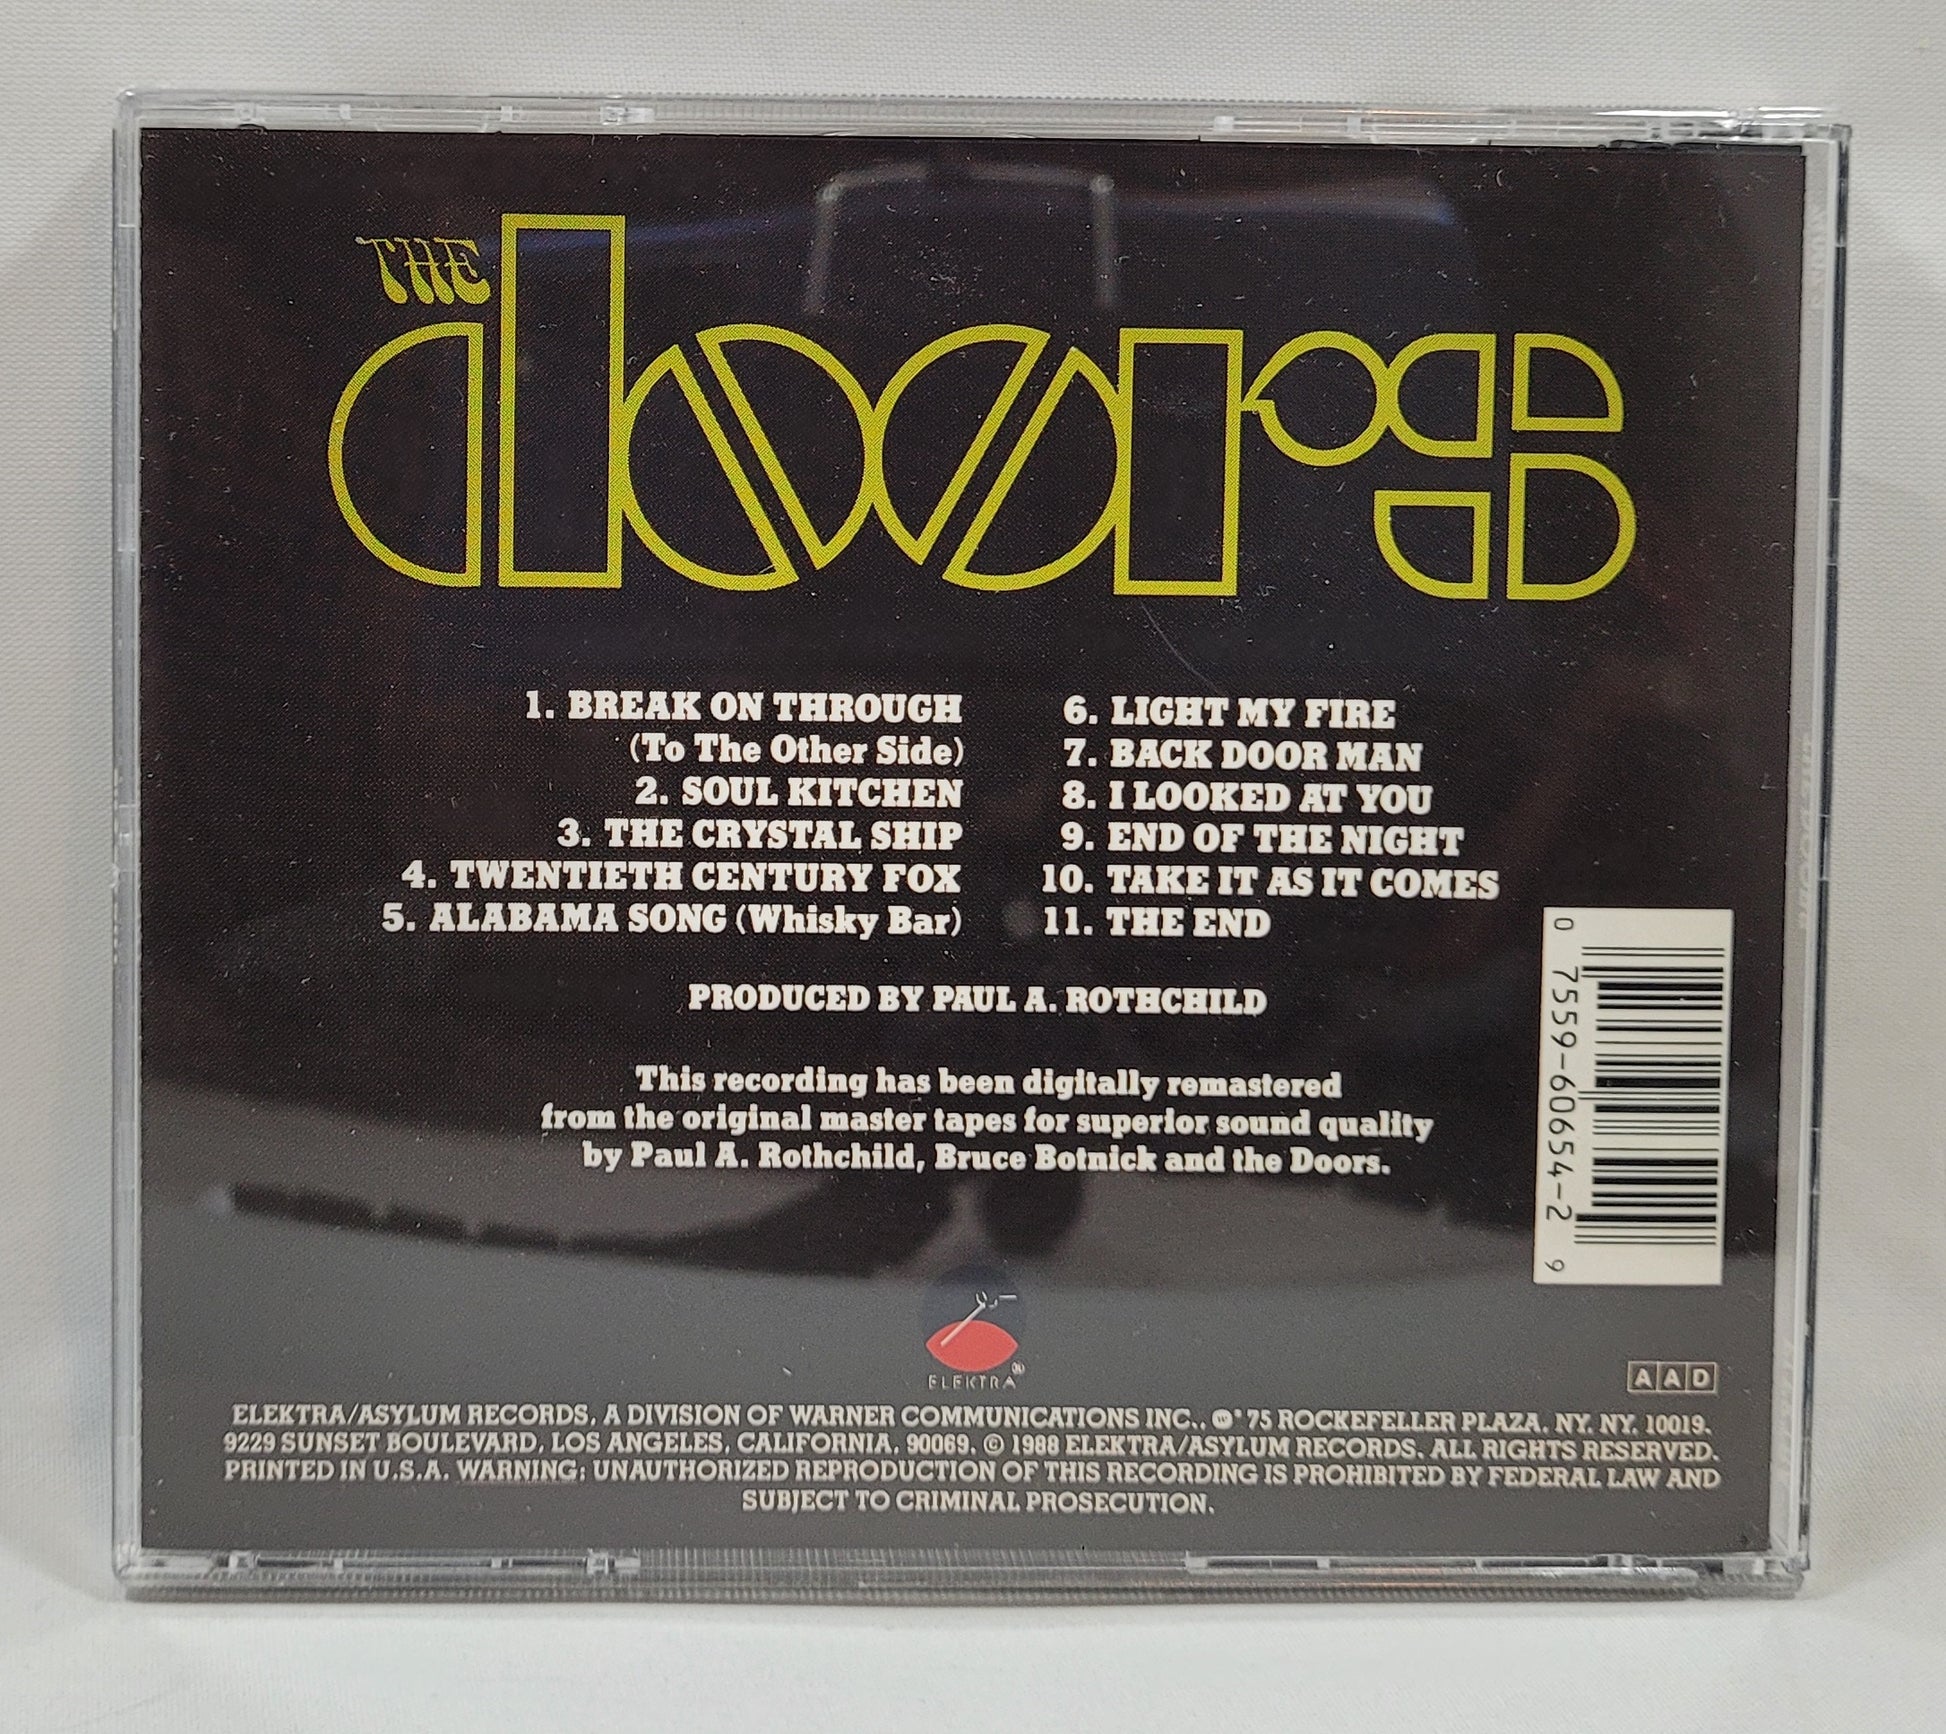 THE
doors
1. BREAK ON THROUGH
(To The Other Side)
2. SOUL KITCHEN
3. THE CRYSTAL SHIP
4. TWENTIETH CENTURY FOX
5. ALABAMA SONG (Whisky Bar)
6. LIGHT MY FIRE
7. BACK DOOR MAN
8. I LOOKED AT YOU
9. END OF THE NIGHT
10. TAKE IT AS IT COMES
11. THE END
PRODUCED BY PAUL A. ROTHCHILD
This recording has been digitally remastered
from the original master tapes for superior sound quality
by Paul A. Rothchild, Bruce Botnick and the Doors.
0 7559-60654-2 9
ELEKTRA®
AAD
ELEKTRA/ASYLUM RECORDS, A DIVISION OF WARNER COMMUNICATIONS INC., 75 ROCKEFELLER PLAZA, NY. NY. 10019.
9229 SUNSET BOULEVARD, LOS ANGELES, CALIFORNIA, 90069. © 1988 ELEKTRA/ASYLUM RECORDS. ALL RIGHTS RESERVED.
PRINTED IN U.S.A. WARNING: UNAUTHORIZED REPRODUCTION OF THIS RECORDING IS PROHIBITED BY FEDERAL LAW AND
SUBJECT TO CRIMINAL PROSECUTION.